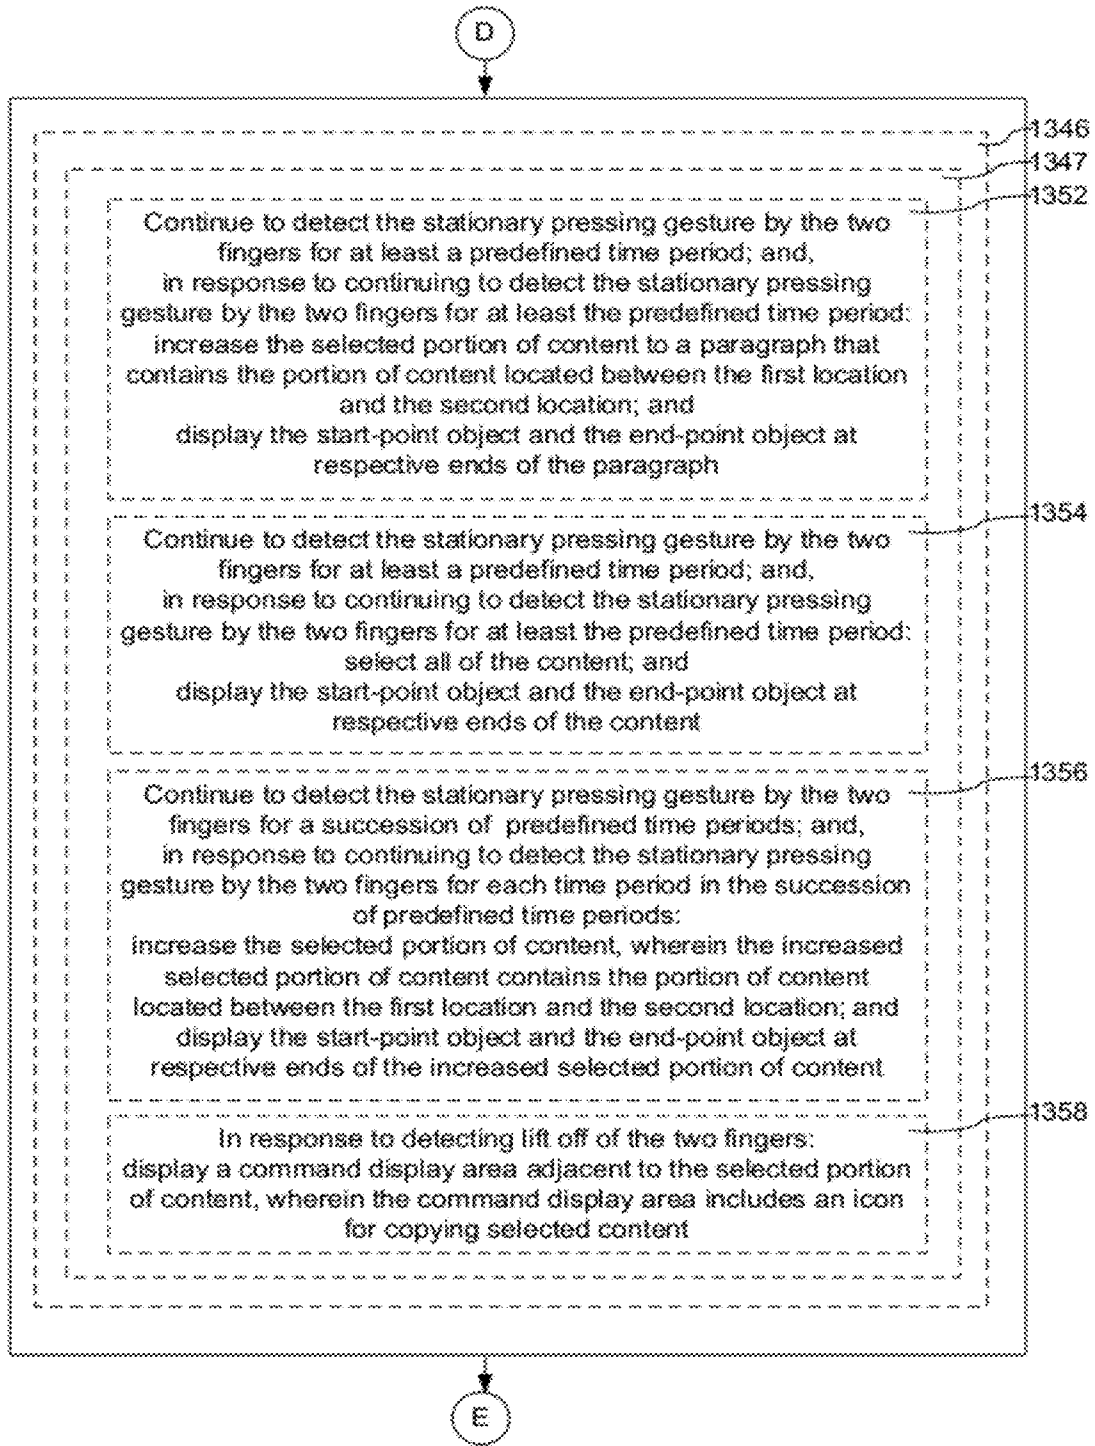 D
1346
1347
1352
Continue to detect the stationary pressing gesture by the two
fingers for at least a predefined time period; and,
in response to continuing to detect the stationary pressing
gesture by the two fingers for at least the predefined time period:
increase the selected portion of content to a paragraph that
contains the portion of content located between the first location
and the second location; and
display the start-point object and the end-point object at
respective ends of the paragraph
1354
Continue to detect the stationary pressing gesture by the two
fingers for at least a predefined time period; and,
in response to continuing to detect the stationary pressing
gesture by the two fingers for at least the predefined time period:
select all of the content; and
display the start-point object and the end-point object at
respective ends of the content
1356
Continue to detect the stationary pressing gesture by the two
fingers for a succession of predefined time periods; and,
in response to continuing to detect the stationary pressing
gesture by the two fingers for each time period in the succession
of predefined time periods:
increase the selected portion of content, wherein the increased
selected portion of content contains the portion of content
located between the first location and the second location; and
display the start-point object and the end-point object at
respective ends of the increased selected portion of content
1358
In response to detecting lift off of the two fingers:
display a command display area adjacent to the selected portion
of content, wherein the command display area includes an icon
for copying selected content
E